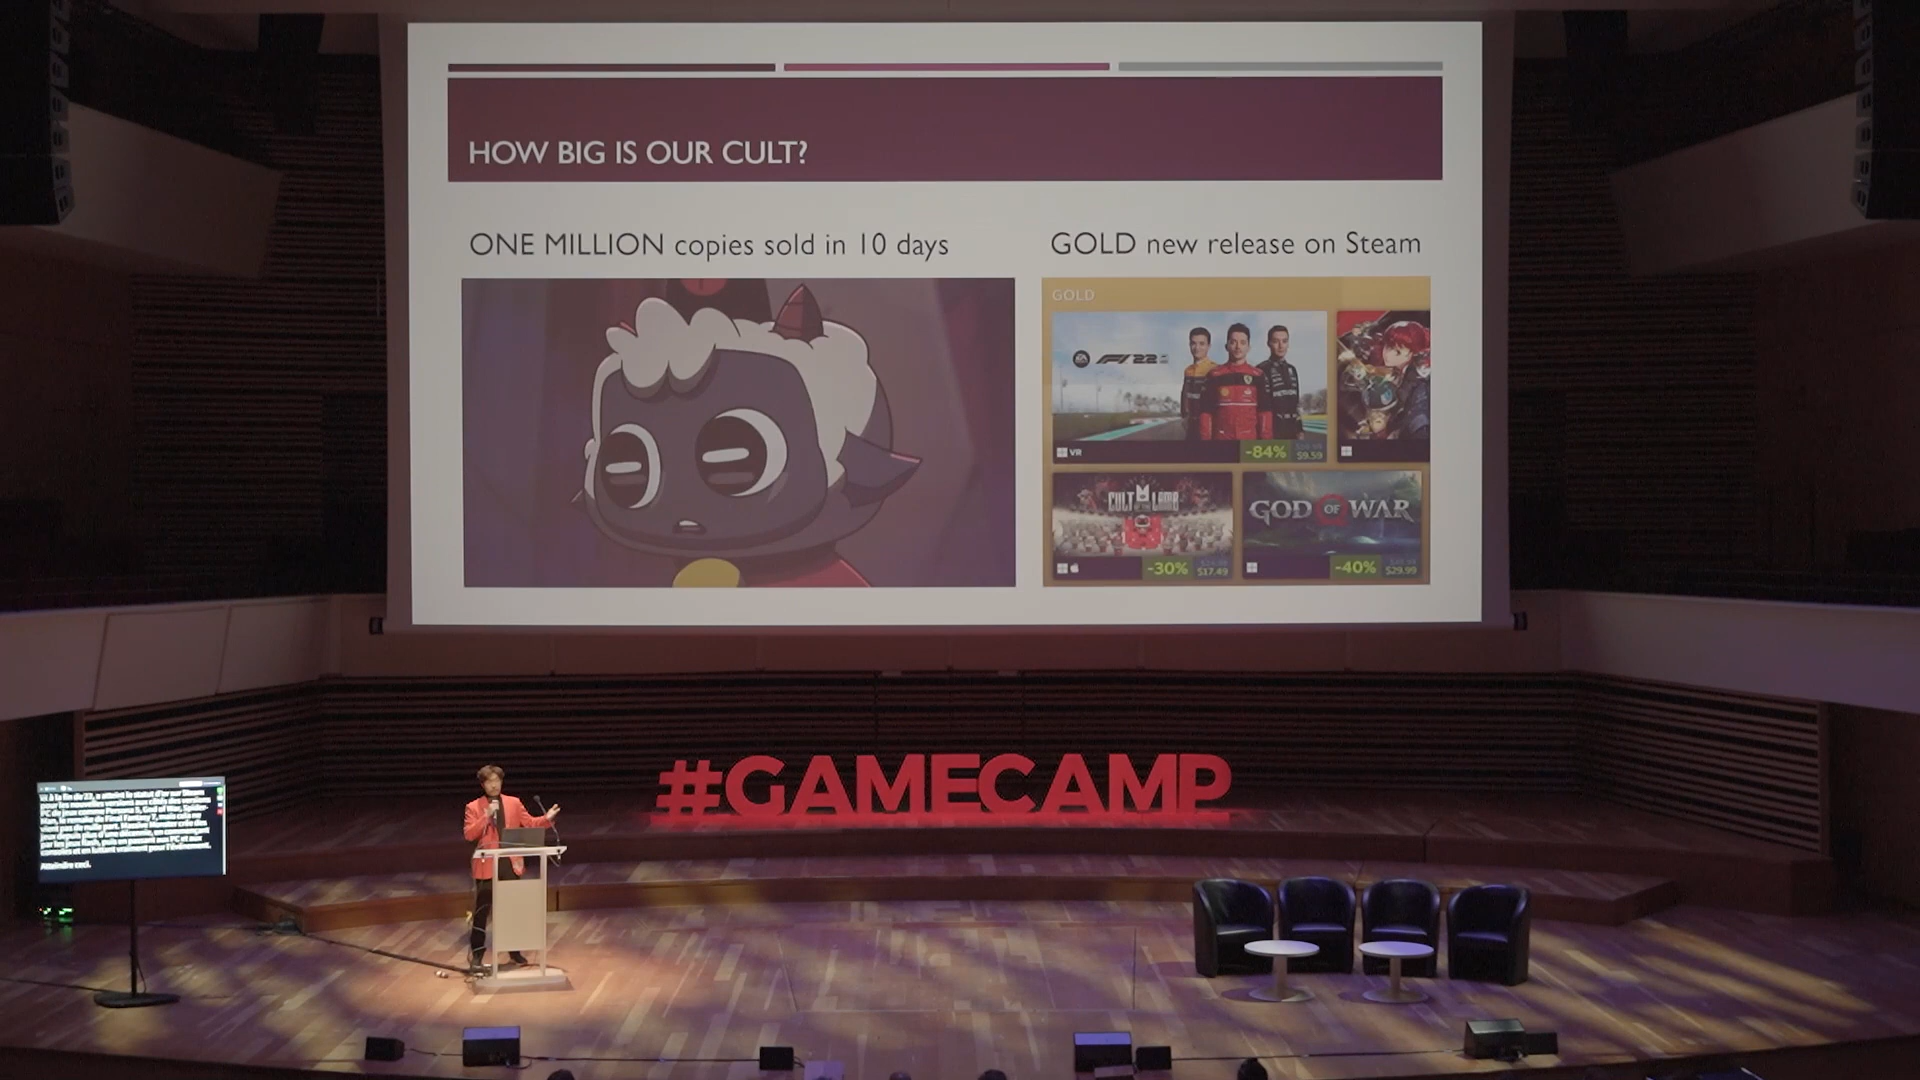 HOW BIG IS OUR CULT?
ONE MILLION copies sold in 10 days
GOLD new release on Steam
GOLD
F1 22
VR
-84%
$9.59
CULT OF THE LAMB
GOD OF WAR
-30%
$17.49
-40%
$29.99
#GAMECAMP
Atteindre ceci.